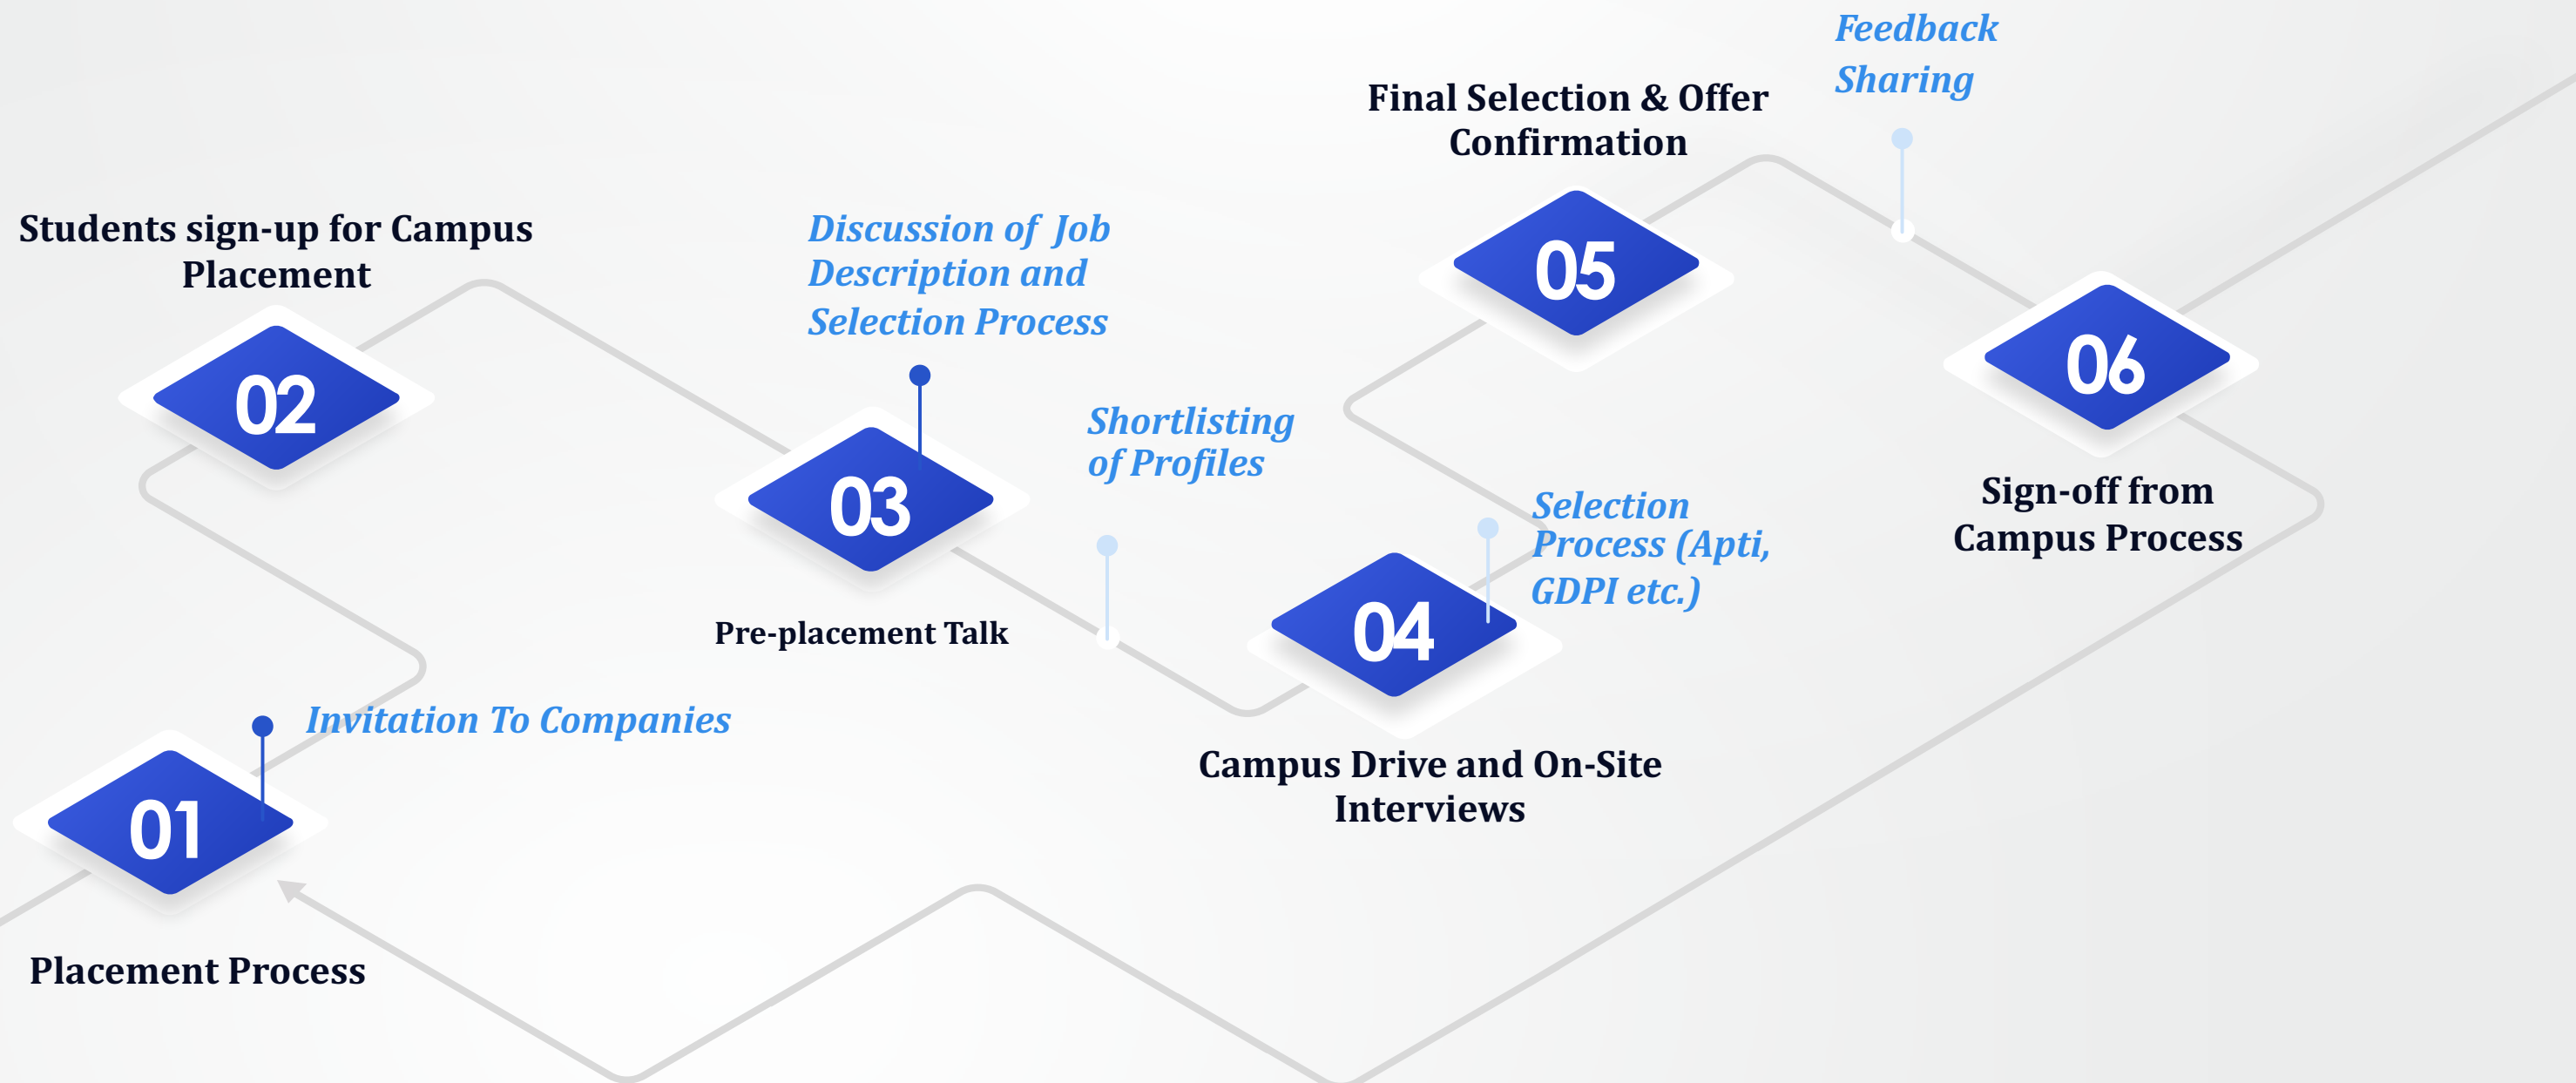 01
Placement Process
Invitation To Companies
Students sign-up for Campus
Placement
02
Discussion of Job
Description and
Selection Process
03
Pre-placement Talk
Shortlisting
of Profiles
04
Campus Drive and On-Site
Interviews
Selection
Process (Apti,
GDPI etc.)
Final Selection & Offer
Confirmation
05
Feedback
Sharing
06
Sign-off from
Campus Process